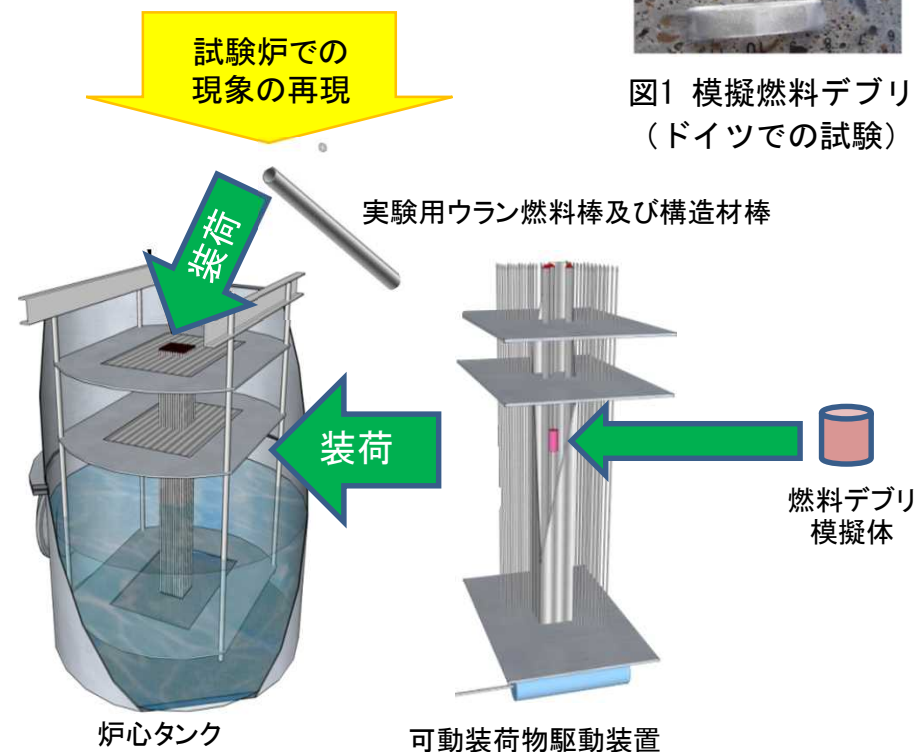 試験炉での
現象の再現
図1 模擬燃料デブリ
（ドイツでの試験）
実験用ウラン燃料棒及び構造材棒
装荷
装荷
燃料デブリ
模擬体
炉心タンク
可動装荷物駆動装置